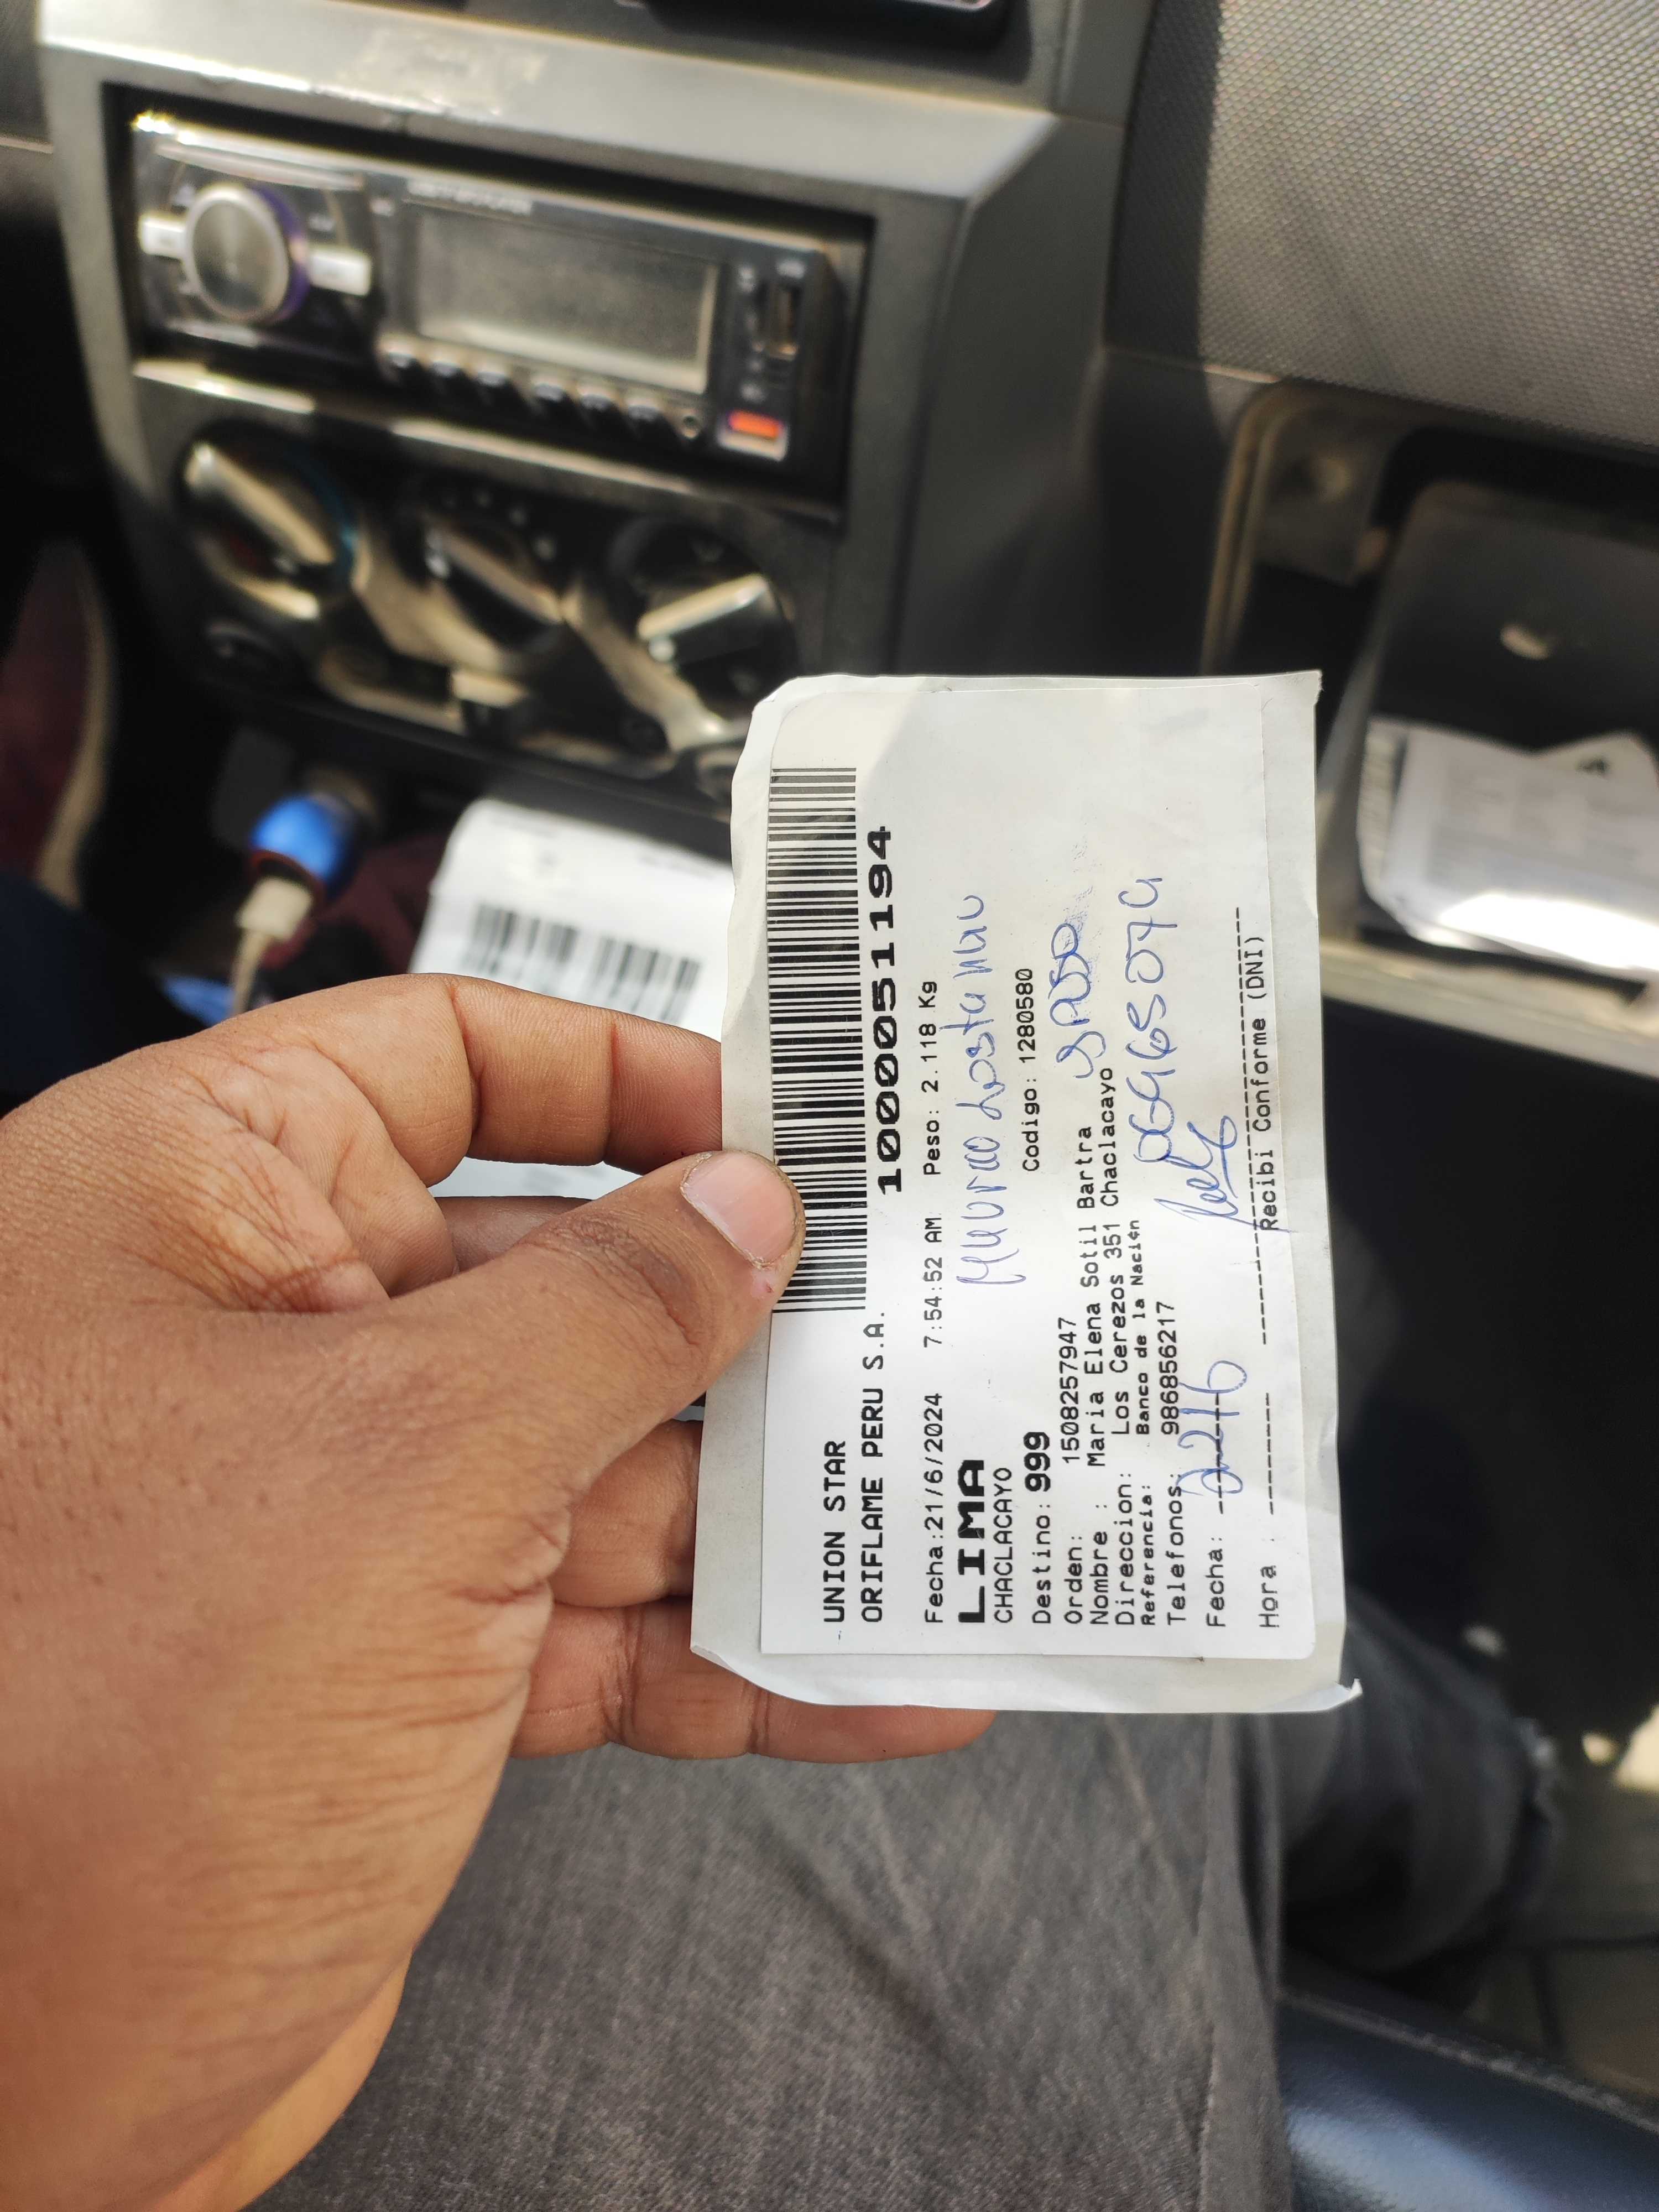 UNION STAR
ORIFLAME PERU S.A.
1000051194
Fecha:21/6/2024 7:54:52 AM Peso: 2.118 Kg
LIMA
CHACLACAYO
Destino: 999 Codigo: 1280580
Orden: 1508257947
Nombre : Maria Elena Sotil Bartra
Direccion: Los Cerezos 351 Chaclacayo
Referencia: Banco de la Naci¢n
Telefonos: 986856217
Fecha:
Hora :
Recibi Conforme (DNI)